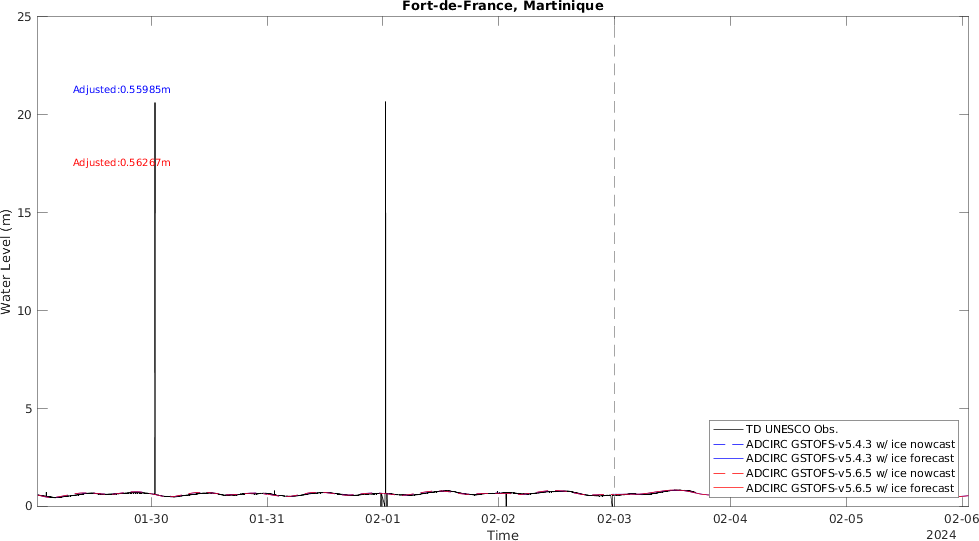 Fort-de-France, Martinique
25
20
15
10
5
0
Water Level (m)
Adjusted:0.55985m
Adjusted:0.56267m
TD UNESCO Obs.
ADCIRC GSTOFS-v5.4.3 w/ ice nowcast
ADCIRC GSTOFS-v5.4.3 w/ ice forecast
ADCIRC GSTOFS-v5.6.5 w/ ice nowcast
ADCIRC GSTOFS-v5.6.5 w/ ice forecast
01-30 01-31 02-01 02-02 02-03 02-04 02-05 02-06
Time
2024